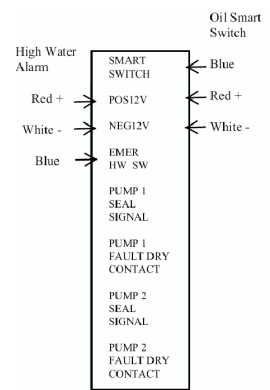 Oil Smart
Switch
High Water
Alarm
SMART
SWITCH
Blue
Red +
POS12V
Red +
White -
NEG12V
White -
Blue
EMER
HW SW
PUMP 1
SEAL
SIGNAL
PUMP 1
FAULT DRY
CONTACT
PUMP 2
SEAL
SIGNAL
PUMP 2
FAULT DRY
CONTACT